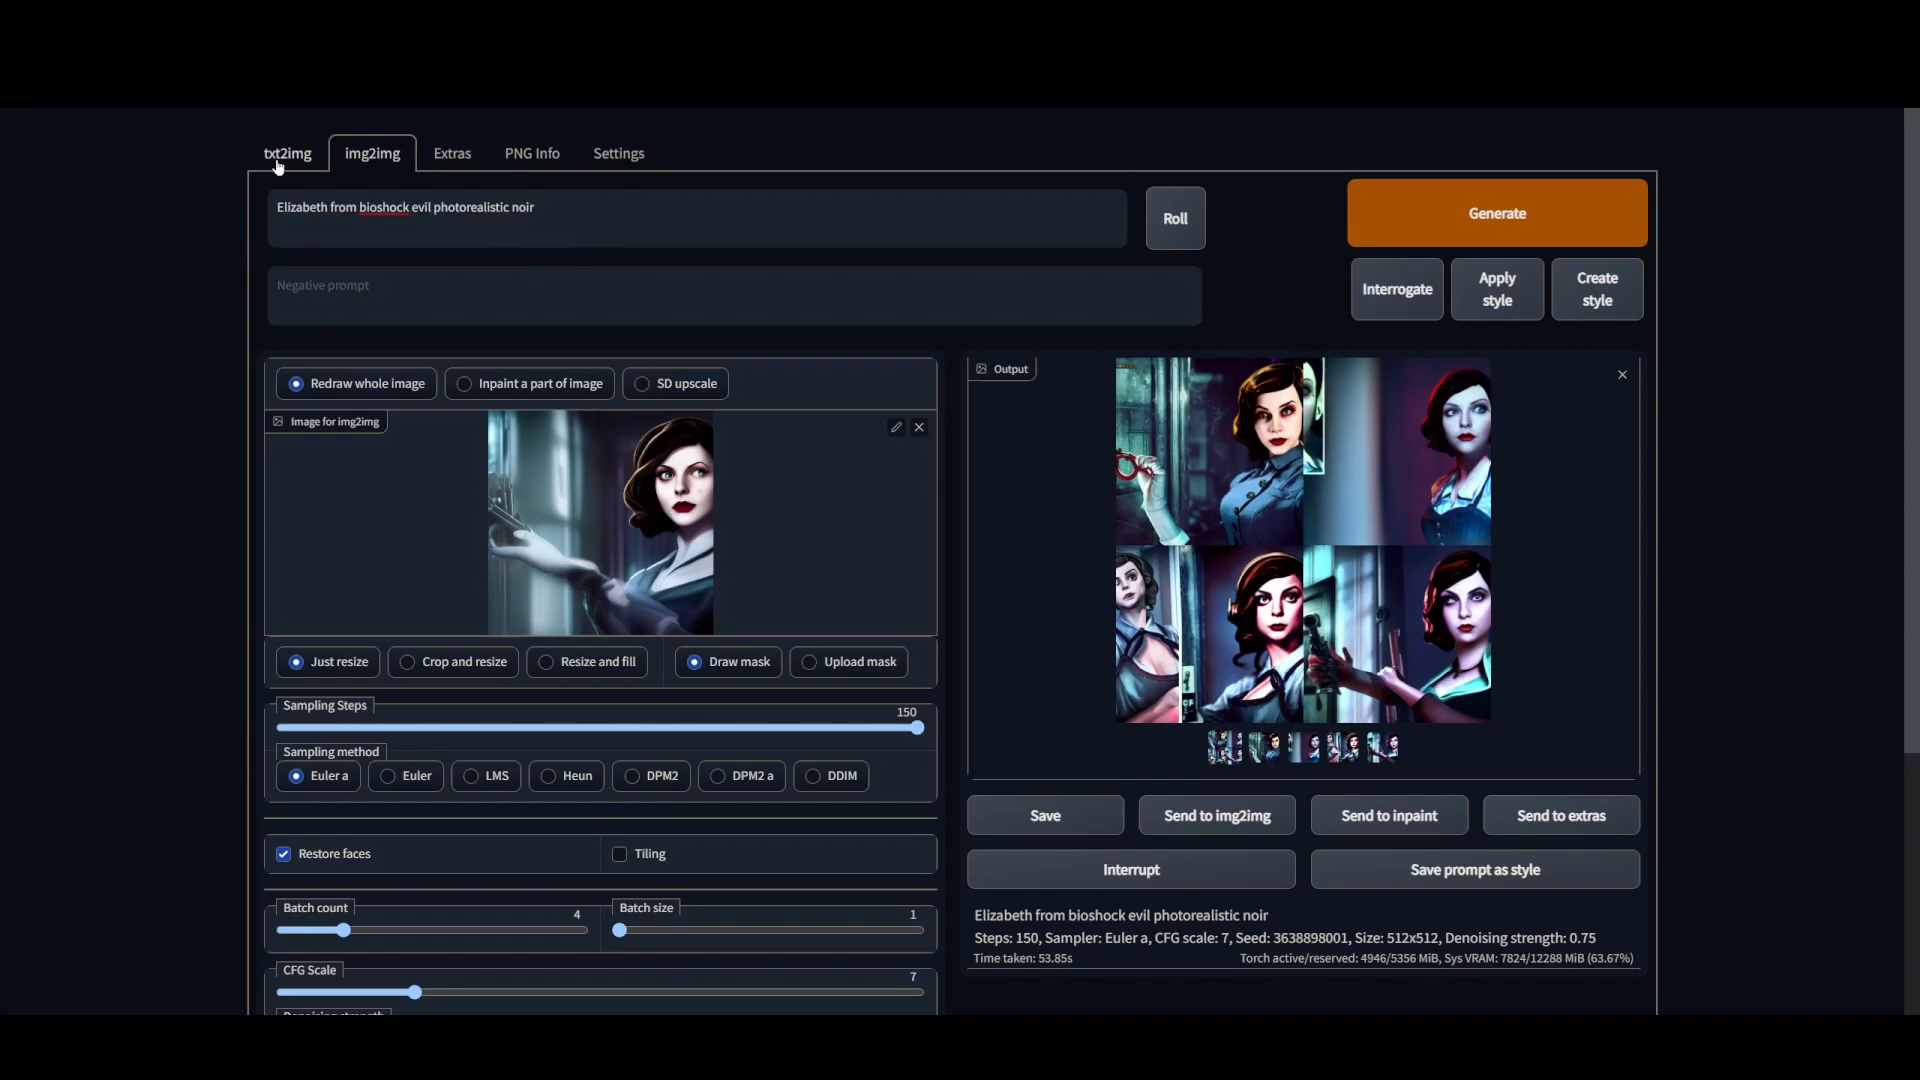 txt2img
img2img
Extras
PNG Info
Settings
Elizabeth from bioshock evil photorealistic noir
Roll
Generate
Negative prompt
Interrogate
Apply
style
Create
style
Redraw whole image
Inpaint a part of image
SD upscale
Image for img2img
Output
Just resize
Crop and resize
Resize and fill
Draw mask
Upload mask
Sampling Steps
150
Sampling method
Euler a
Euler
LMS
Heun
DPM2
DPM2 a
DDIM
Restore faces
Tiling
Batch count
4
Batch size
1
CFG Scale
7
Save
Send to img2img
Send to inpaint
Send to extras
Interrupt
Save prompt as style
Elizabeth from bioshock evil photorealistic noir
Steps: 150, Sampler: Euler a, CFG scale: 7, Seed: 3638898001, Size: 512x512, Denoising strength: 0.75
Time taken: 53.85s
Torch active/reserved: 4946/5356 MiB, Sys VRAM: 7824/12288 MiB (63.67%)